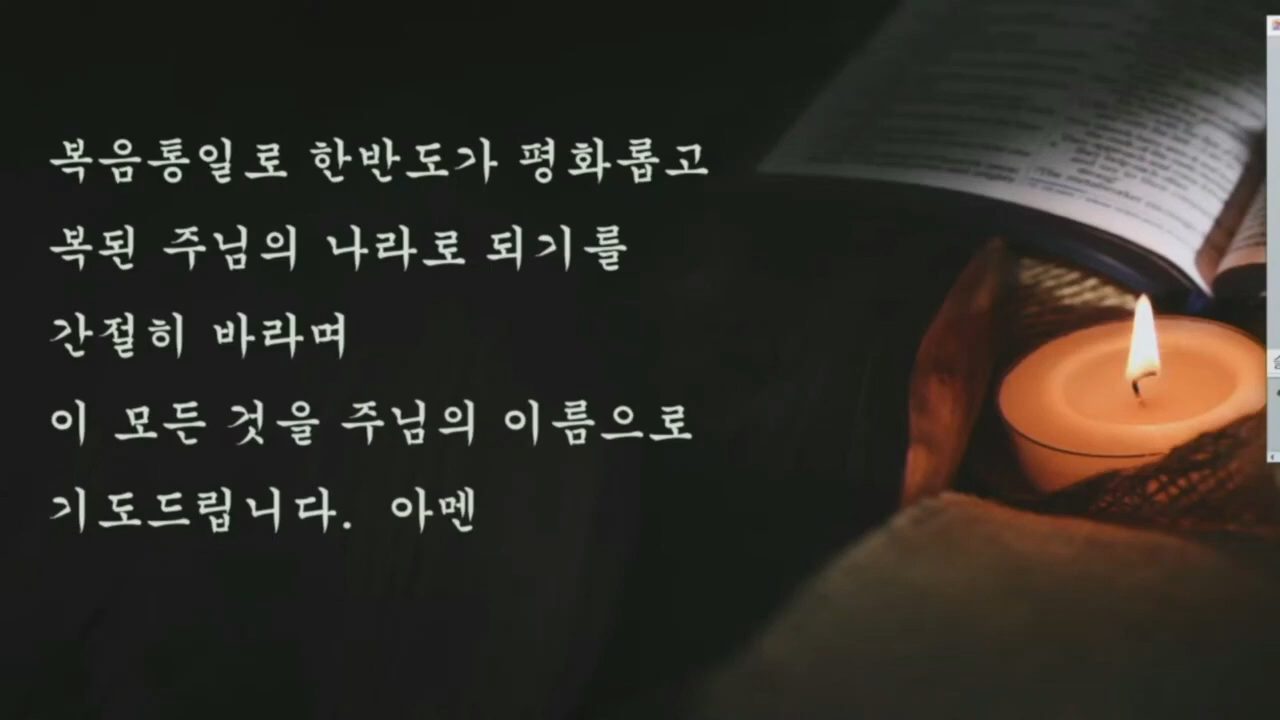 복음통일로 한반도가 평화롭고
복된 주님의 나라로 되기를
간절히 바라며
이 모든 것을 주님의 이름으로
기도드립니다. 아멘